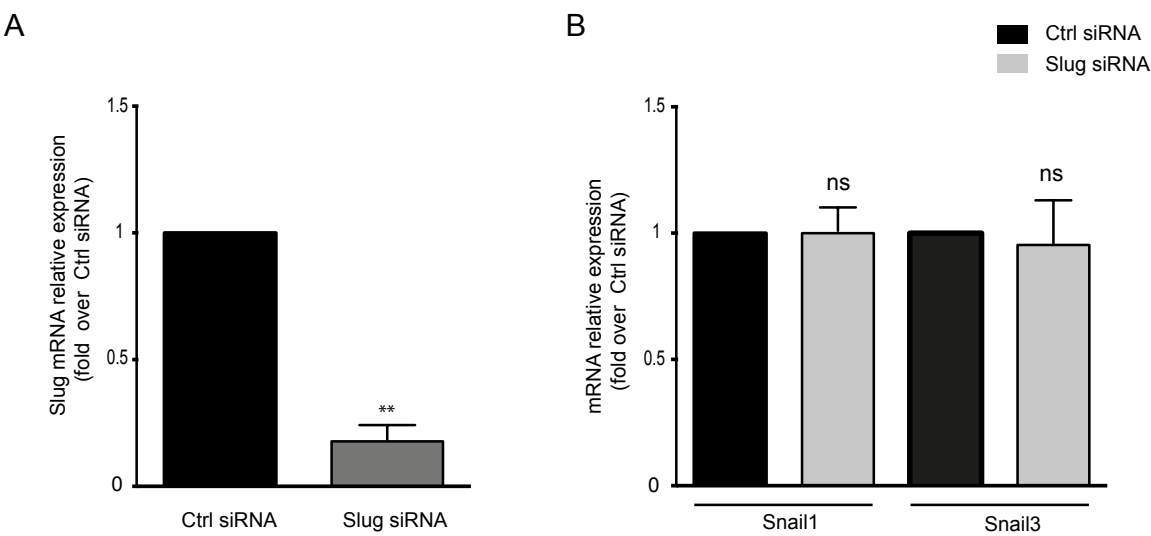 A
B
Ctrl siRNA
Slug siRNA
Slug mRNA relative expression
(fold over Ctrl siRNA)
1.5
1
0.5
0
**
Ctrl siRNA
Slug siRNA
mRNA relative expression
(fold over Ctrl siRNA)
1.5
1
0.5
0
ns
ns
Snail1
Snail3